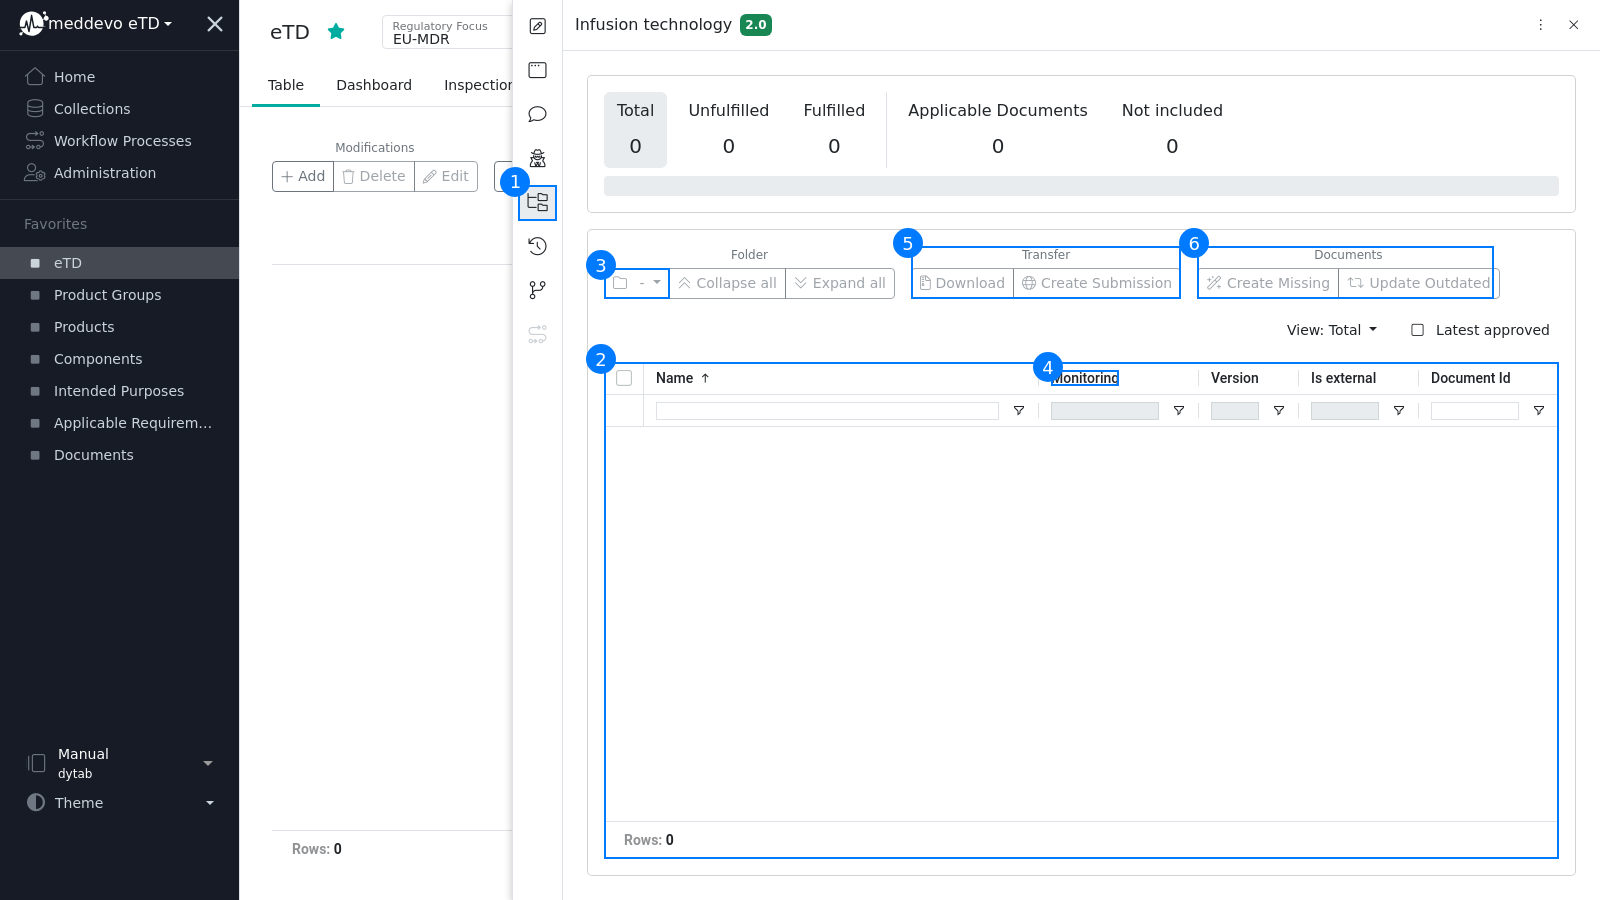 meddevo eTD
Home
Collections
Workflow Processes
Administration
Favorites
eTD
Product Groups
Products
Components
Intended Purposes
Applicable Requirem...
Documents
Manual
dytab
Theme
eTD
Regulatory Focus
EU-MDR
Table Dashboard Inspection
Modifications
Add Delete Edit
Rows: 0
Infusion technology 2.0
Total Unfulfilled Fulfilled Applicable Documents Not included
0 0 0 0 0
1
5 6
3 Folder Transfer Documents
- Collapse all Expand all Download Create Submission Create Missing Update Outdated
View: Total Latest approved
2 4
Name ↑ Monitoring Version Is external Document Id
Rows: 0